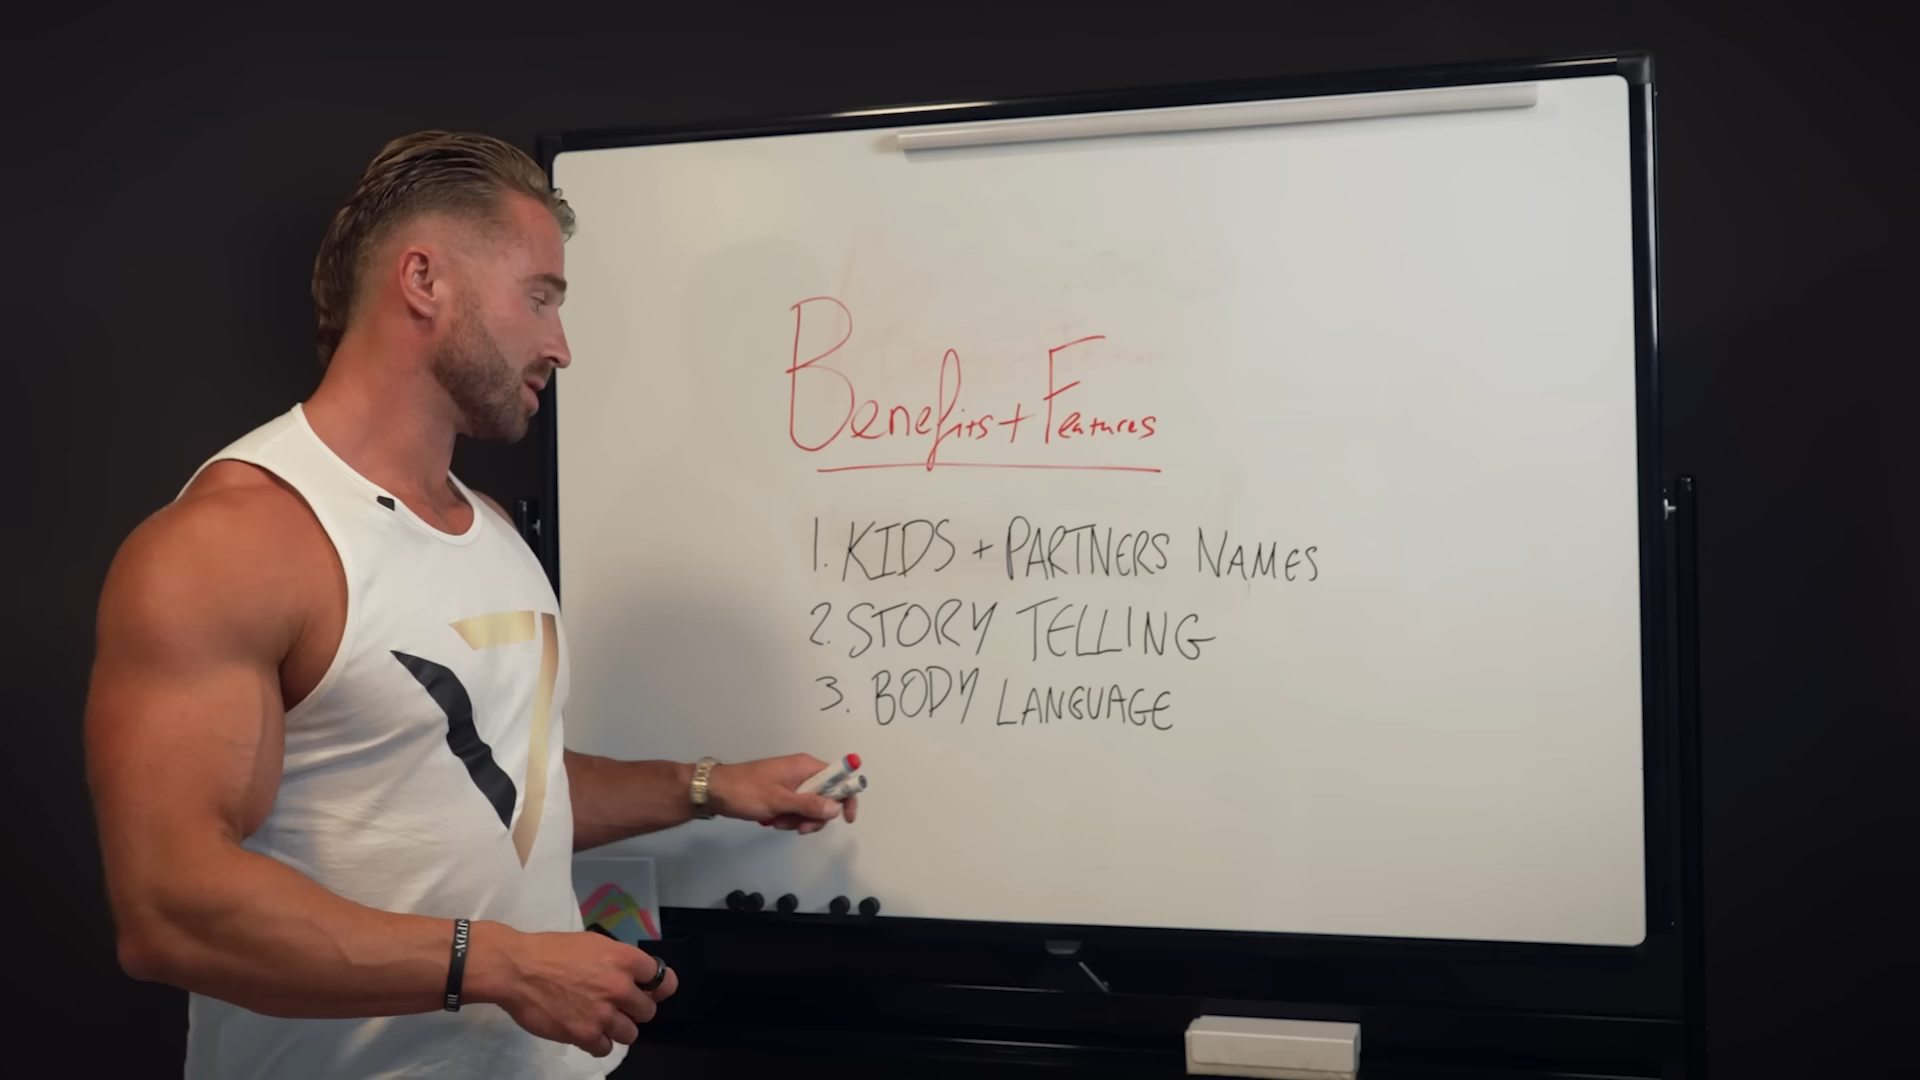 Benefits + Features
1. KIDS + PARTNERS NAMES
2. STORY TELLING
3. BODY LANGUAGE